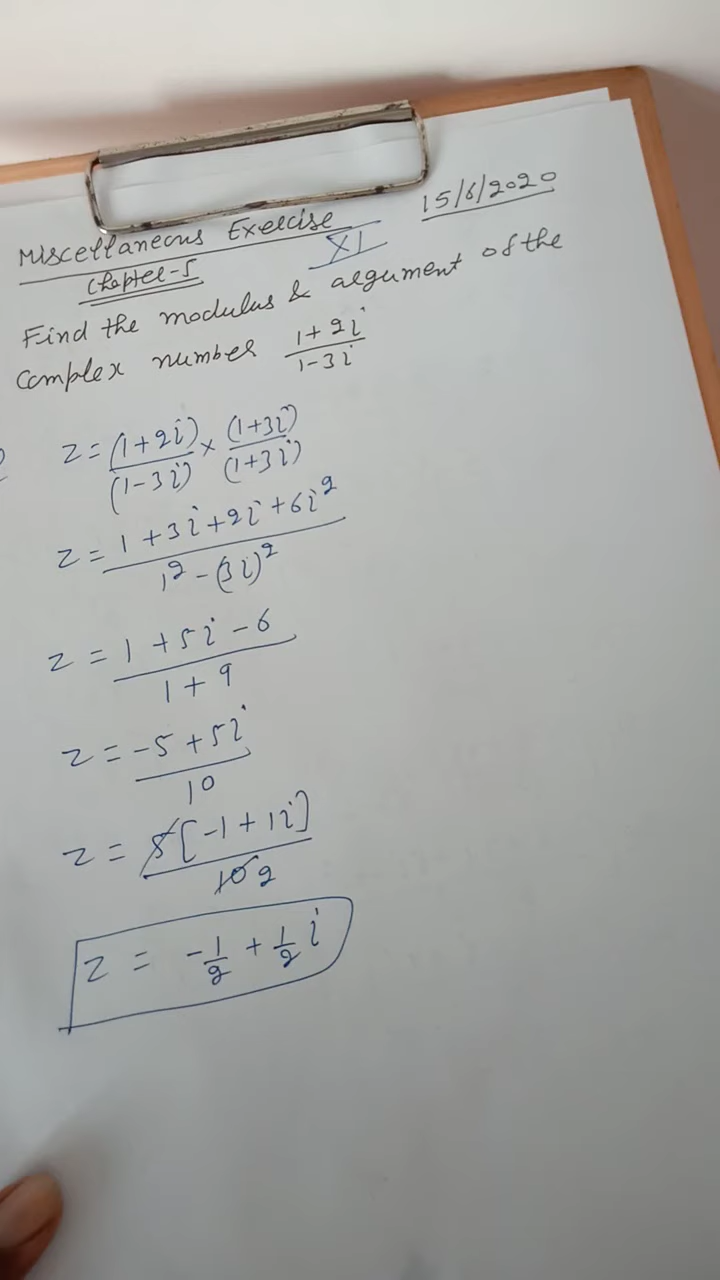 Miscellaneous Exercise 15/6/2020
Chapter-5 XI
Find the modulus & argument of the
Complex number (1+2i)/(1-3i)
z = (1+2i)/(1-3i) × (1+3i)/(1+3i)
z = (1+3i+2i+6i²)/(1²-(3i)²)
z = (1+5i-6)/(1+9)
z = (-5+5i)/10
z = 5[-1+1i]/10 2
z = -1/2 + 1/2 i